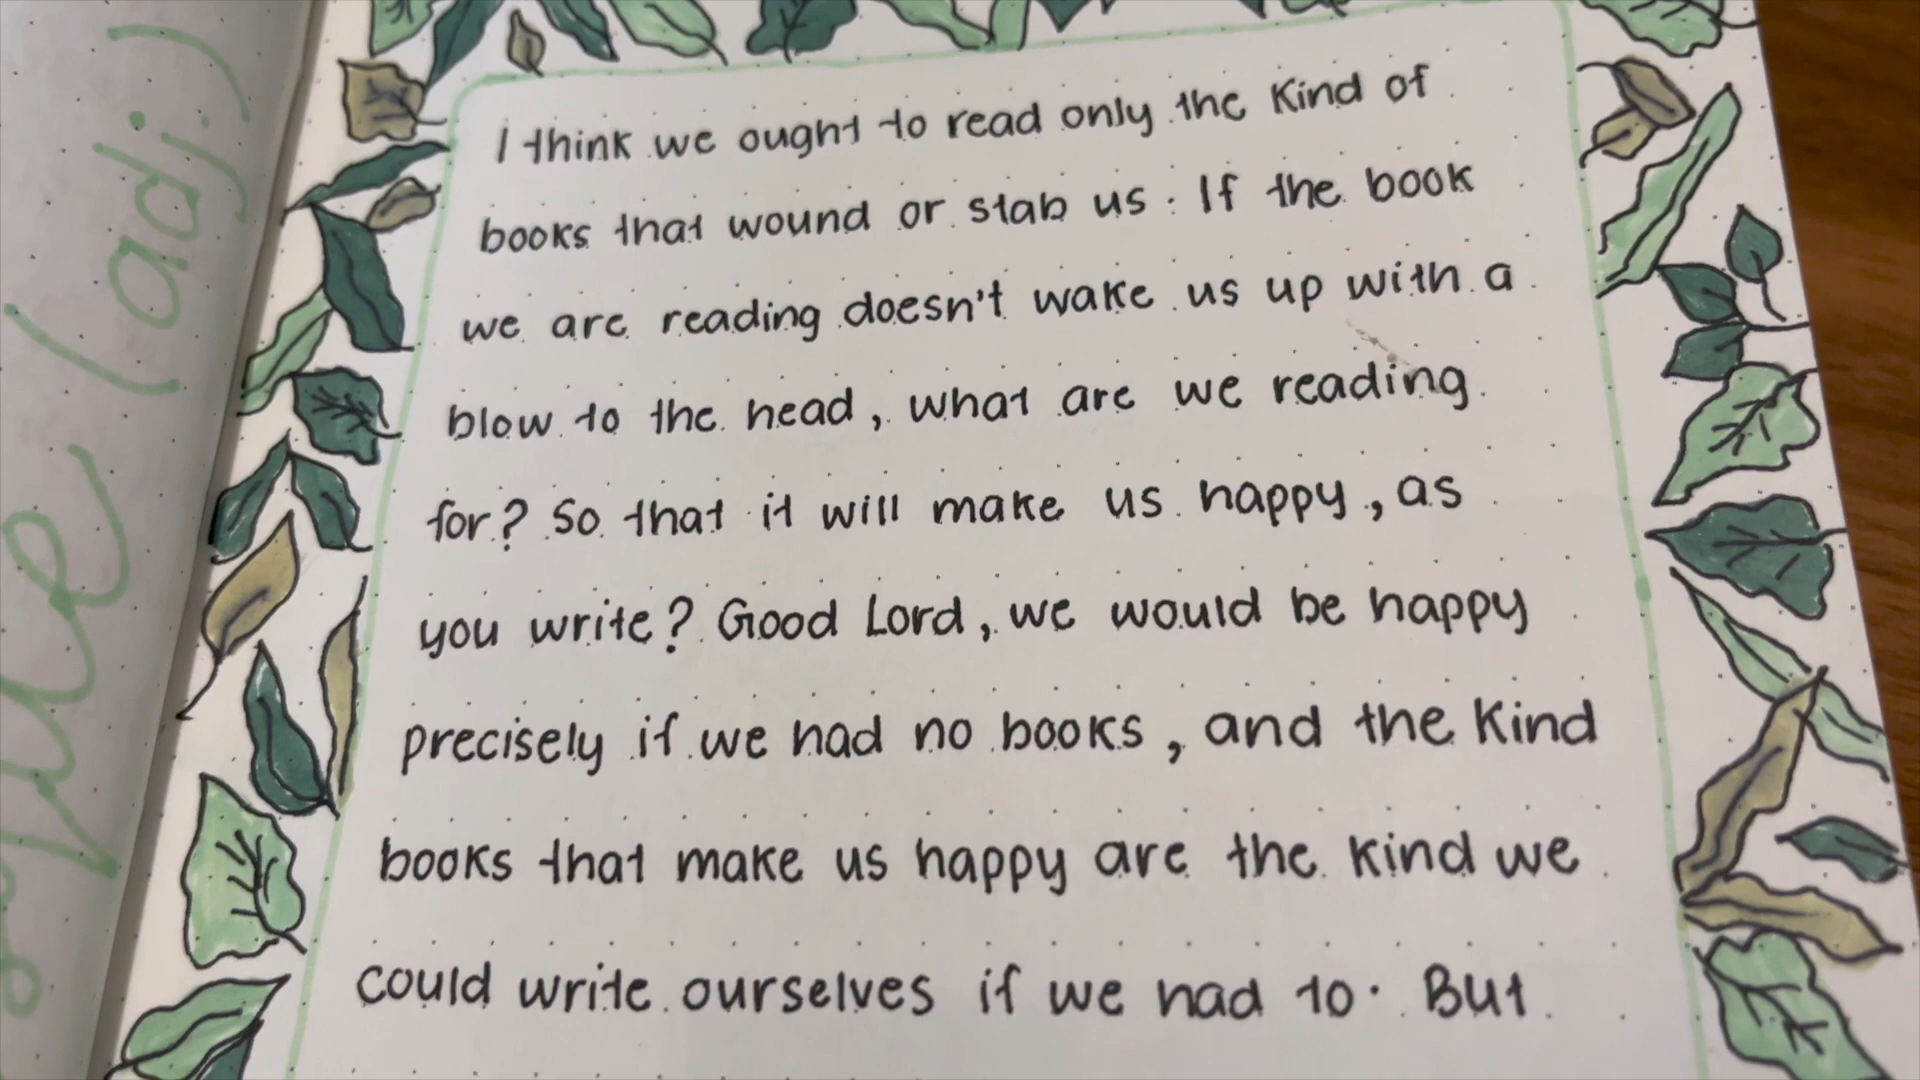 I think we ought to read only the kind of
books that wound or stab us. If the book
we are reading doesn't wake us up with a
blow to the head, what are we reading
for? So that it will make us happy, as
you write? Good Lord, we would be happy
precisely if we had no books, and the kind
books that make us happy are the kind we
could write ourselves if we had to. But
(adj.)